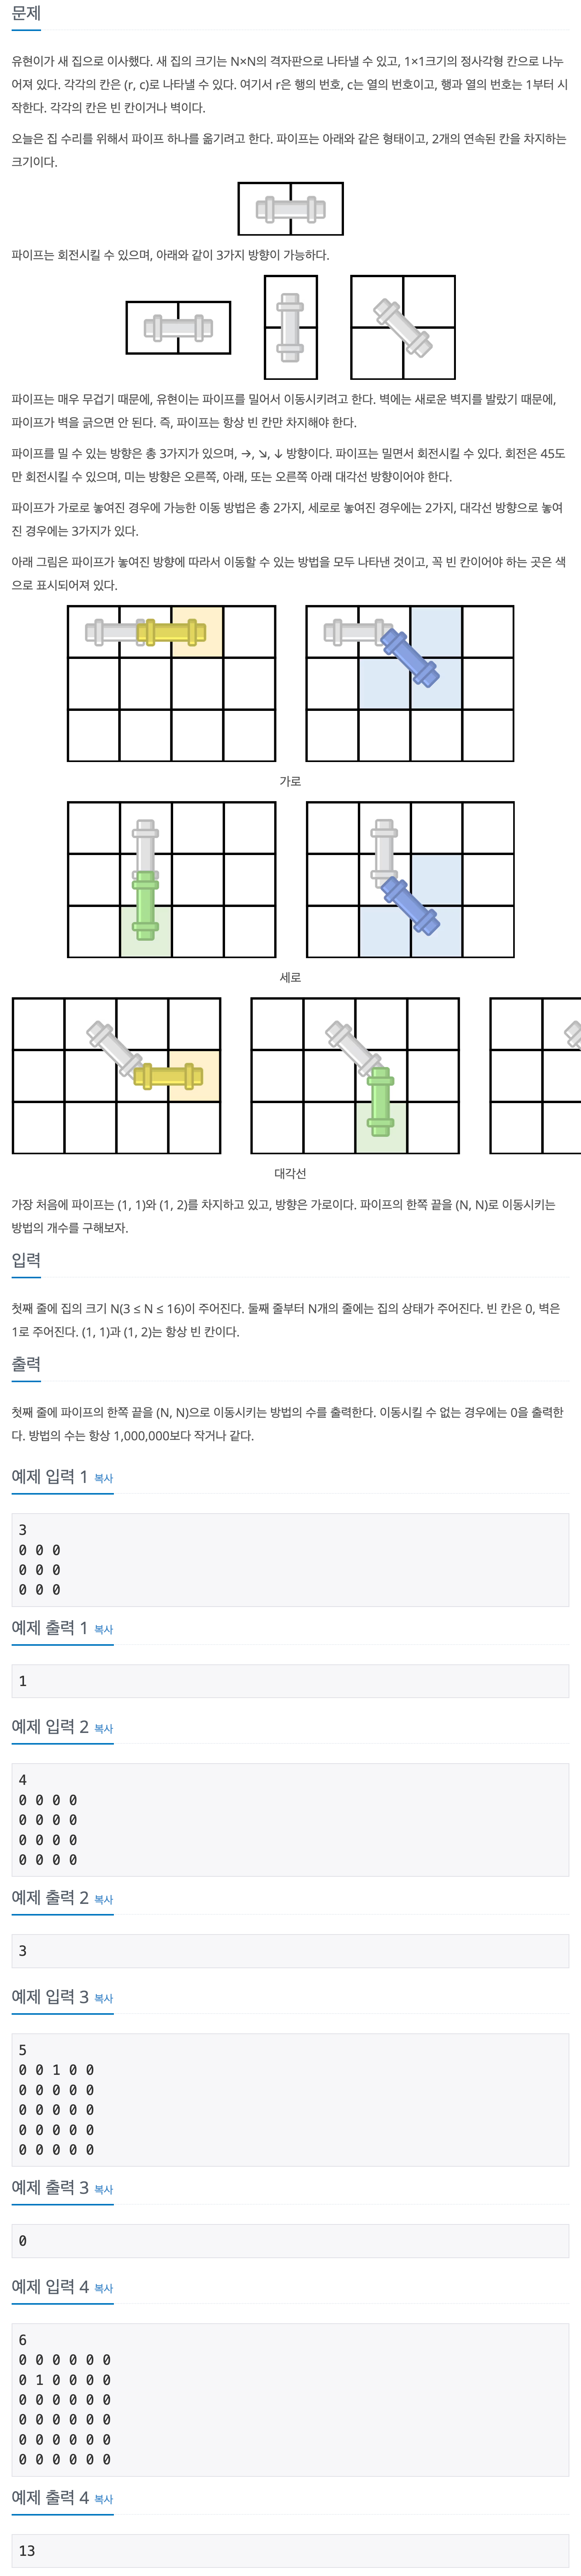 문제
유현이가 새 집으로 이사했다. 새 집의 크기는 N×N의 격자판으로 나타낼 수 있고, 1×1크기의 정사각형 칸으로 나누
어져 있다. 각각의 칸은 (r, c)로 나타낼 수 있다. 여기서 r은 행의 번호, c는 열의 번호이고, 행과 열의 번호는 1부터 시
작한다. 각각의 칸은 빈 칸이거나 벽이다.
오늘은 집 수리를 위해서 파이프 하나를 옮기려고 한다. 파이프는 아래와 같은 형태이고, 2개의 연속된 칸을 차지하는
크기이다.
파이프는 회전시킬 수 있으며, 아래와 같이 3가지 방향이 가능하다.
파이프는 매우 무겁기 때문에, 유현이는 파이프를 밀어서 이동시키려고 한다. 벽에는 새로운 벽지를 발랐기 때문에,
파이프가 벽을 긁으면 안 된다. 즉, 파이프는 항상 빈 칸만 차지해야 한다.
파이프를 밀 수 있는 방향은 총 3가지가 있으며, →, ↘, ↓ 방향이다. 파이프는 밀면서 회전시킬 수 있다. 회전은 45도
만 회전시킬 수 있으며, 미는 방향은 오른쪽, 아래, 또는 오른쪽 아래 대각선 방향이어야 한다.
파이프가 가로로 놓여진 경우에 가능한 이동 방법은 총 2가지, 세로로 놓여진 경우에는 2가지, 대각선 방향으로 놓여
진 경우에는 3가지가 있다.
아래 그림은 파이프가 놓여진 방향에 따라서 이동할 수 있는 방법을 모두 나타낸 것이고, 꼭 빈 칸이어야 하는 곳은 색
으로 표시되어져 있다.
가로
세로
대각선
가장 처음에 파이프는 (1, 1)와 (1, 2)를 차지하고 있고, 방향은 가로이다. 파이프의 한쪽 끝을 (N, N)로 이동시키는
방법의 개수를 구해보자.
입력
첫째 줄에 집의 크기 N(3 ≤ N ≤ 16)이 주어진다. 둘째 줄부터 N개의 줄에는 집의 상태가 주어진다. 빈 칸은 0, 벽은
1로 주어진다. (1, 1)과 (1, 2)는 항상 빈 칸이다.
출력
첫째 줄에 파이프의 한쪽 끝을 (N, N)으로 이동시키는 방법의 수를 출력한다. 이동시킬 수 없는 경우에는 0을 출력한
다. 방법의 수는 항상 1,000,000보다 작거나 같다.
예제 입력 1 복사
3
0 0 0
0 0 0
0 0 0
예제 출력 1 복사
1
예제 입력 2 복사
4
0 0 0 0
0 0 0 0
0 0 0 0
0 0 0 0
예제 출력 2 복사
3
예제 입력 3 복사
5
0 0 1 0 0
0 0 0 0 0
0 0 0 0 0
0 0 0 0 0
0 0 0 0 0
예제 출력 3 복사
0
예제 입력 4 복사
6
0 0 0 0 0 0
0 1 0 0 0 0
0 0 0 0 0 0
0 0 0 0 0 0
0 0 0 0 0 0
0 0 0 0 0 0
예제 출력 4 복사
13